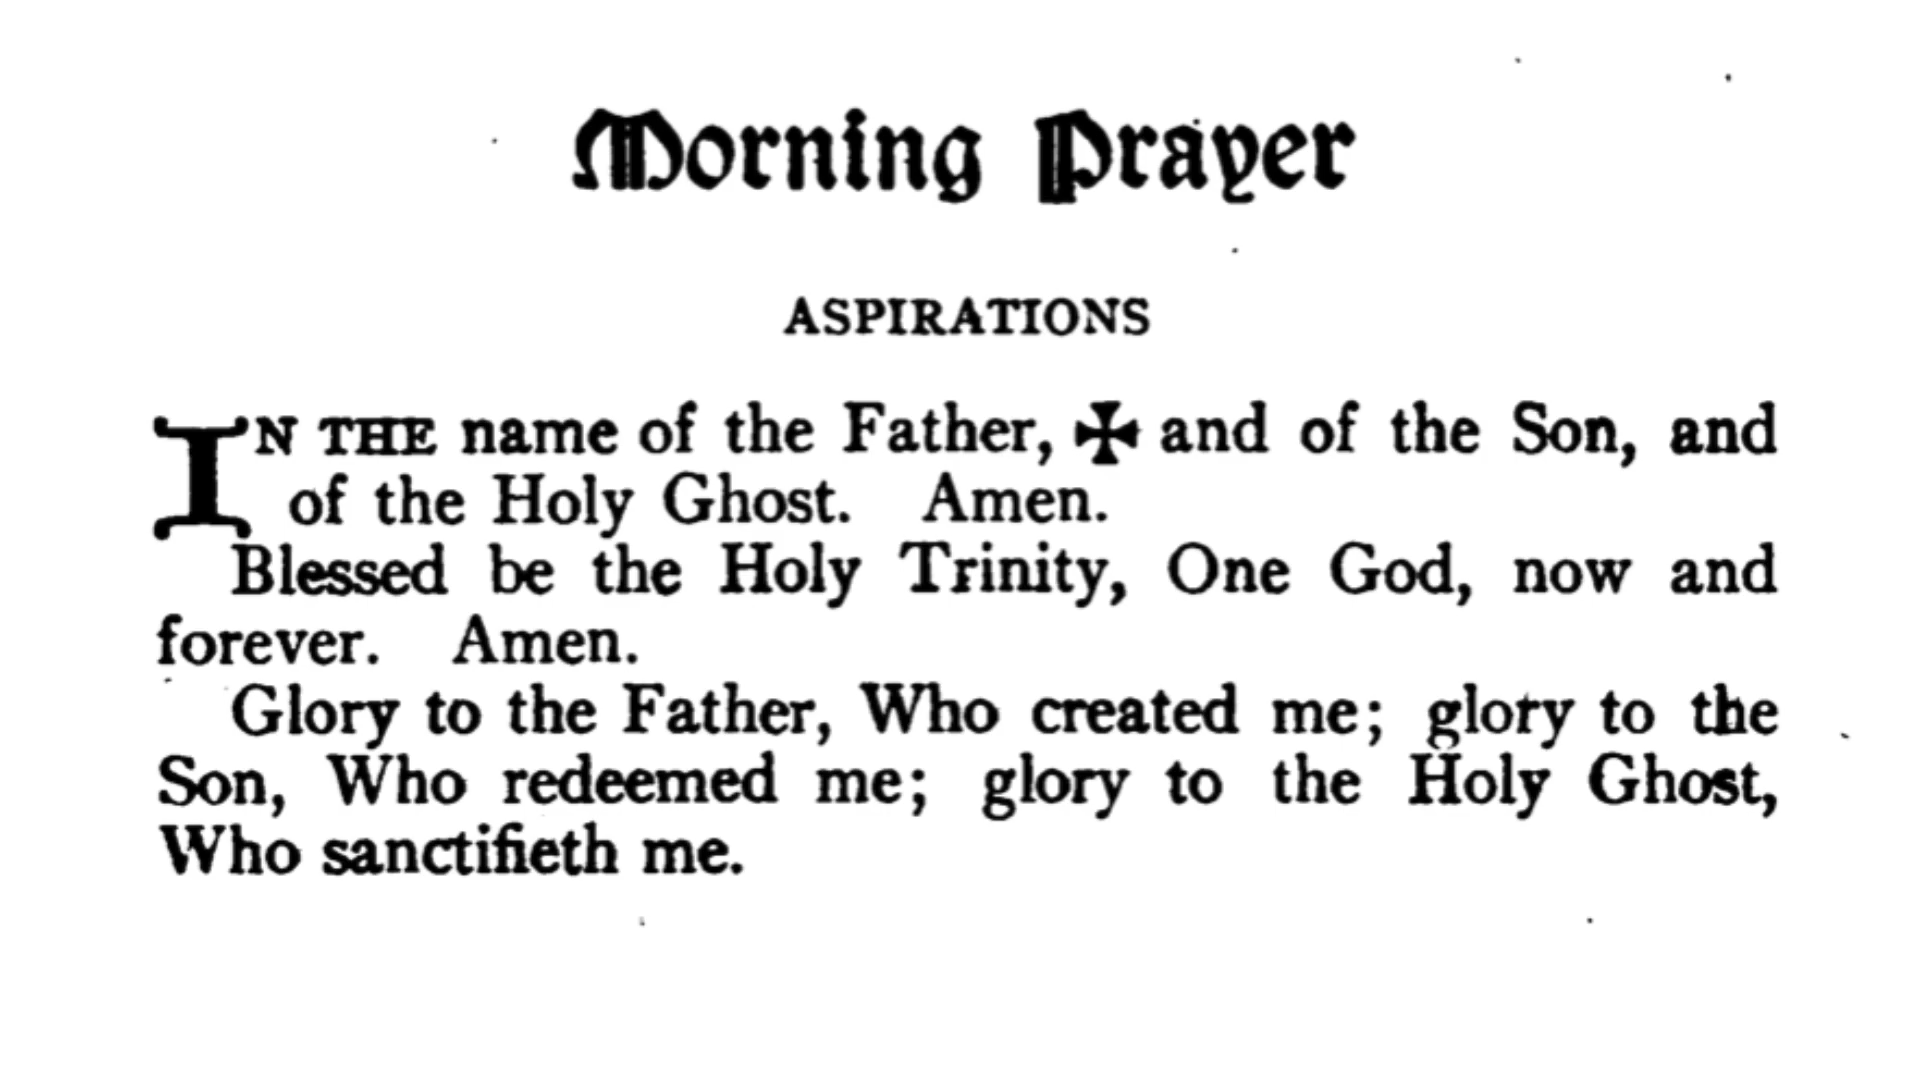 Morning Prayer
ASPIRATIONS
IN THE name of the Father, ✠ and of the Son, and
of the Holy Ghost. Amen.
Blessed be the Holy Trinity, One God, now and
forever. Amen.
Glory to the Father, Who created me; glory to the
Son, Who redeemed me; glory to the Holy Ghost,
Who sanctifieth me.